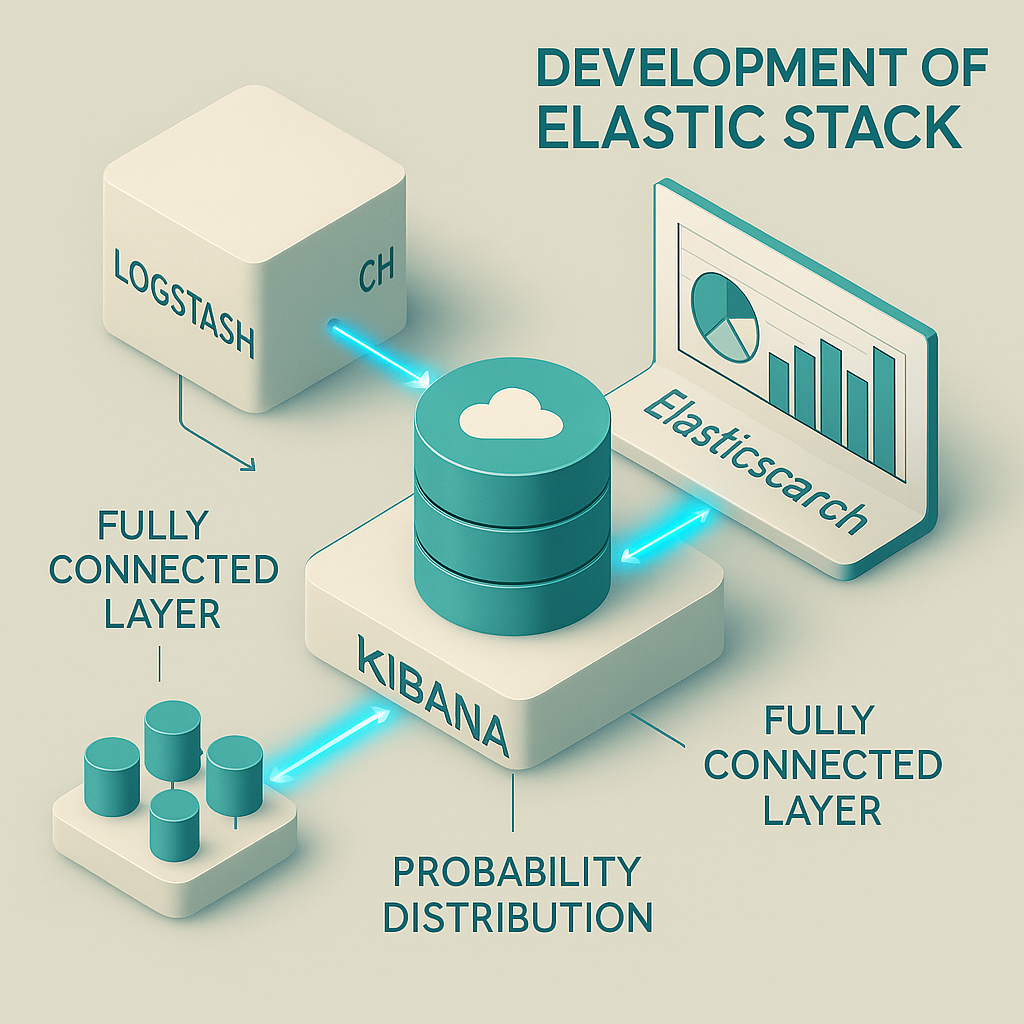 DEVELOPMENT OF
ELASTIC STACK
LOGSTASH
CH
Elasticscarch
FULLY
CONNECTED
LAYER
KIBANA
FULLY
CONNECTED
LAYER
PROBABILITY
DISTRIBUTION